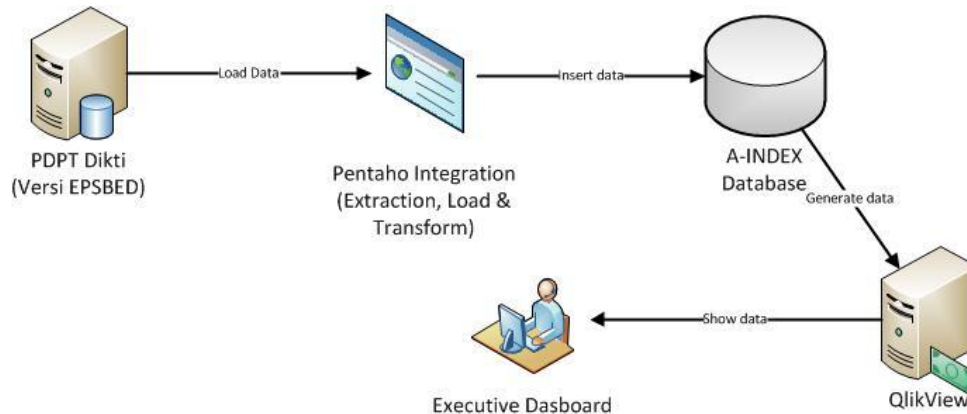 Load Data
Insert data
PDPT Dikti
(Versi EPSBED)
Pentaho Integration
(Extraction, Load &
Transform)
A-INDEX
Database
Generate data
Show data
QlikView
Executive Dasboard